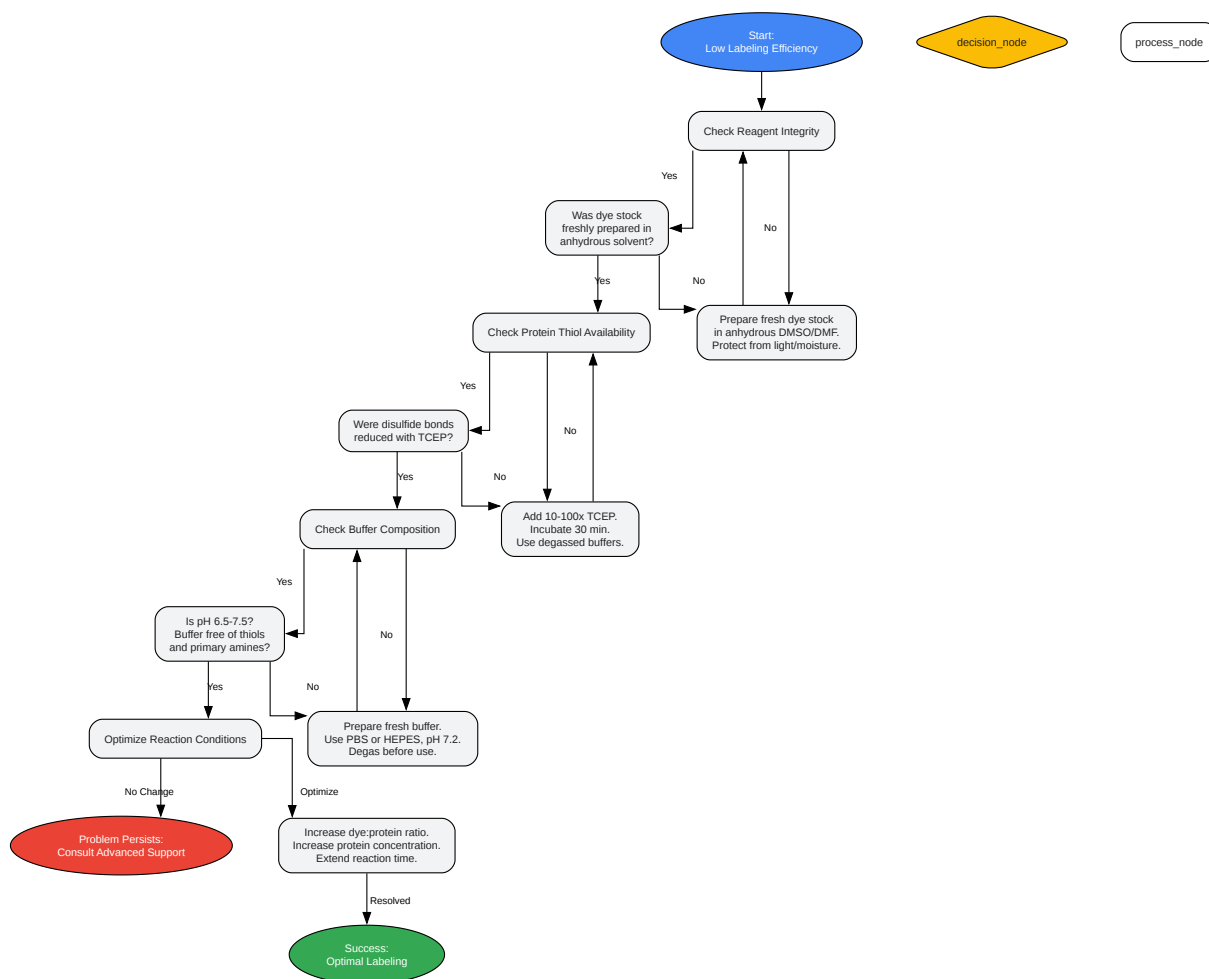 Start:
Low Labeling Efficiency
decision_node
process_node
Check Reagent Integrity
Yes
No
Was dye stock
freshly prepared in
anhydrous solvent?
Yes
No
Prepare fresh dye stock
in anhydrous DMSO/DMF.
Protect from light/moisture.
Check Protein Thiol Availability
Yes
No
Were disulfide bonds
reduced with TCEP?
Yes
No
Add 10-100x TCEP.
Incubate 30 min.
Use degassed buffers.
Check Buffer Composition
Yes
No
Is pH 6.5-7.5?
Buffer free of thiols
and primary amines?
Yes
No
Prepare fresh buffer.
Use PBS or HEPES, pH 7.2.
Degas before use.
Optimize Reaction Conditions
No Change
Optimize
Problem Persists:
Consult Advanced Support
Increase dye:protein ratio.
Increase protein concentration.
Extend reaction time.
Resolved
Success:
Optimal Labeling